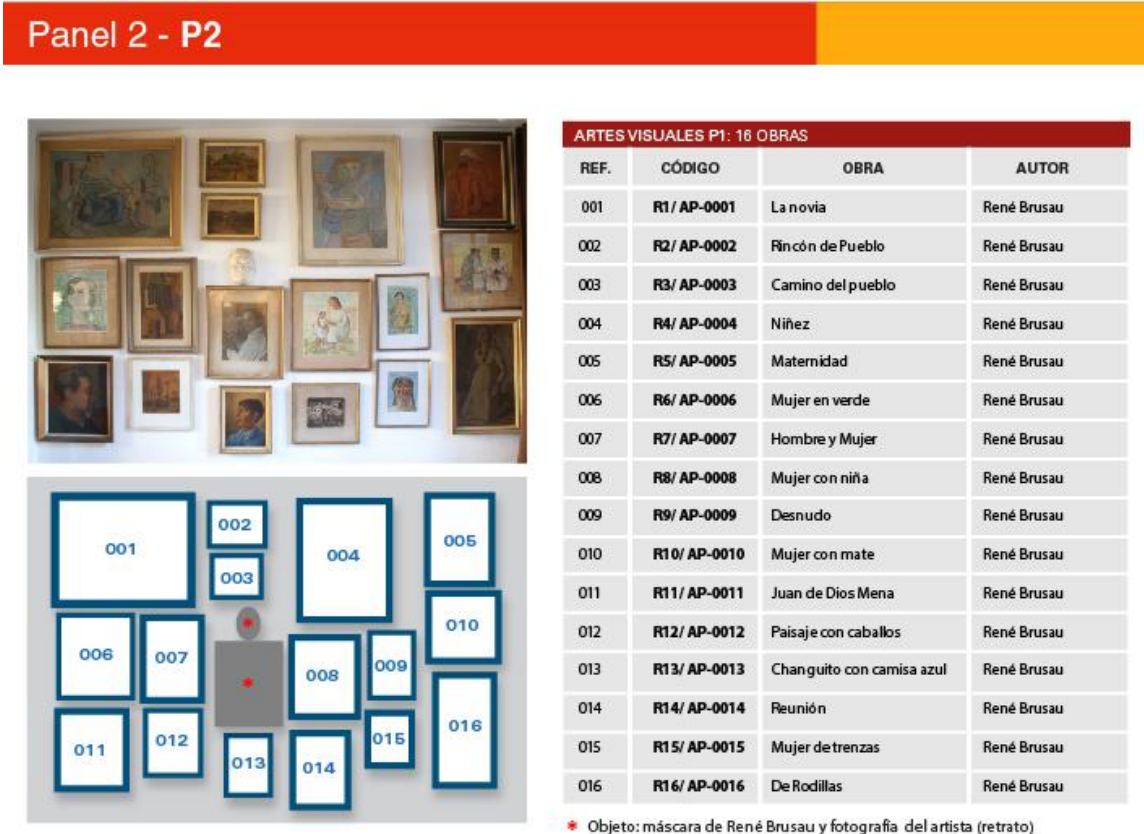 Panel 2 - P2
ARTES VISUALES P1: 16 OBRAS
REF. CÓDIGO OBRA AUTOR
001 R1/ AP-0001 La novia René Brusau
002 R2/ AP-0002 Rincón de Pueblo René Brusau
003 R3/ AP-0003 Camino del pueblo René Brusau
004 R4/ AP-0004 Niñez René Brusau
005 R5/ AP-0005 Maternidad René Brusau
006 R6/ AP-0006 Mujer en verde René Brusau
007 R7/ AP-0007 Hombre y Mujer René Brusau
008 R8/ AP-0008 Mujer con niña René Brusau
009 R9/ AP-0009 Desnudo René Brusau
010 R10/ AP-0010 Mujer con mate René Brusau
011 R11/ AP-0011 Juan de Dios Mena René Brusau
012 R12/ AP-0012 Paisaje con caballos René Brusau
013 R13/ AP-0013 Changuito con camisa azul René Brusau
014 R14/ AP-0014 Reunión René Brusau
015 R15/ AP-0015 Mujer de trenzas René Brusau
016 R16/ AP-0016 De Rodillas René Brusau
* Objeto: máscara de René Brusau y fotografía del artista (retrato)
001
002
003
004
005
*
006
007
*
008
009
010
011
012
013
014
015
016